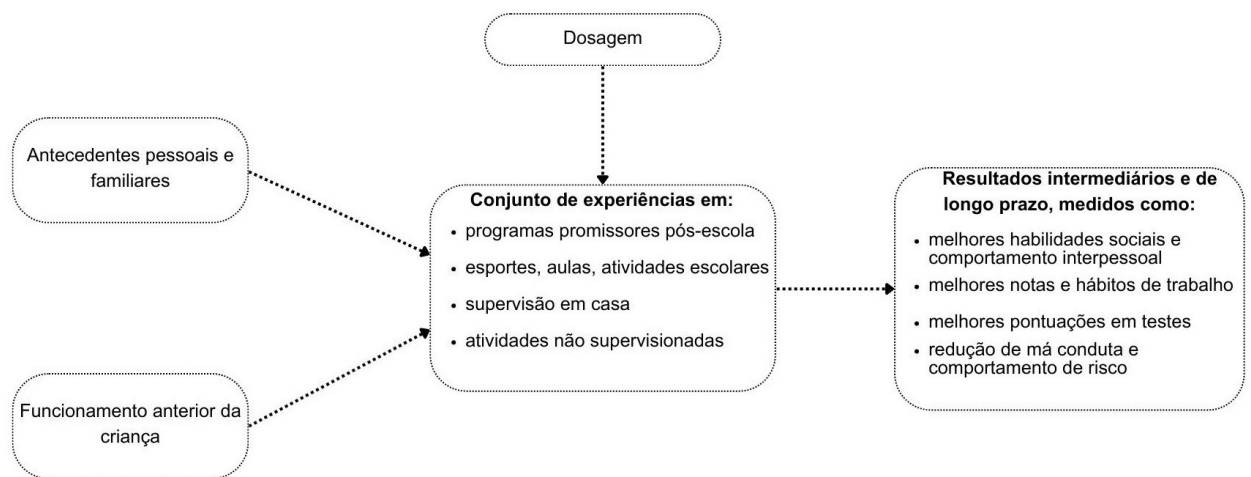 Dosagem
Antecedentes pessoais e
familiares
Funcionamento anterior da
criança
Conjunto de experiências em:
• programas promissores pós-escola
• esportes, aulas, atividades escolares
• supervisão em casa
• atividades não supervisionadas
Resultados intermediários e de
longo prazo, medidos como:
• melhores habilidades sociais e
comportamento interpessoal
• melhores notas e hábitos de trabalho
• melhores pontuações em testes
• redução de má conduta e
comportamento de risco